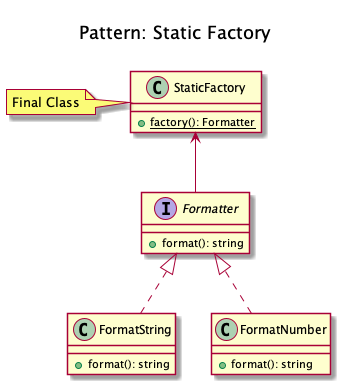 Pattern: Static Factory
Final Class
C StaticFactory
factory(): Formatter
I Formatter
format(): string
C FormatString
format(): string
C FormatNumber
format(): string